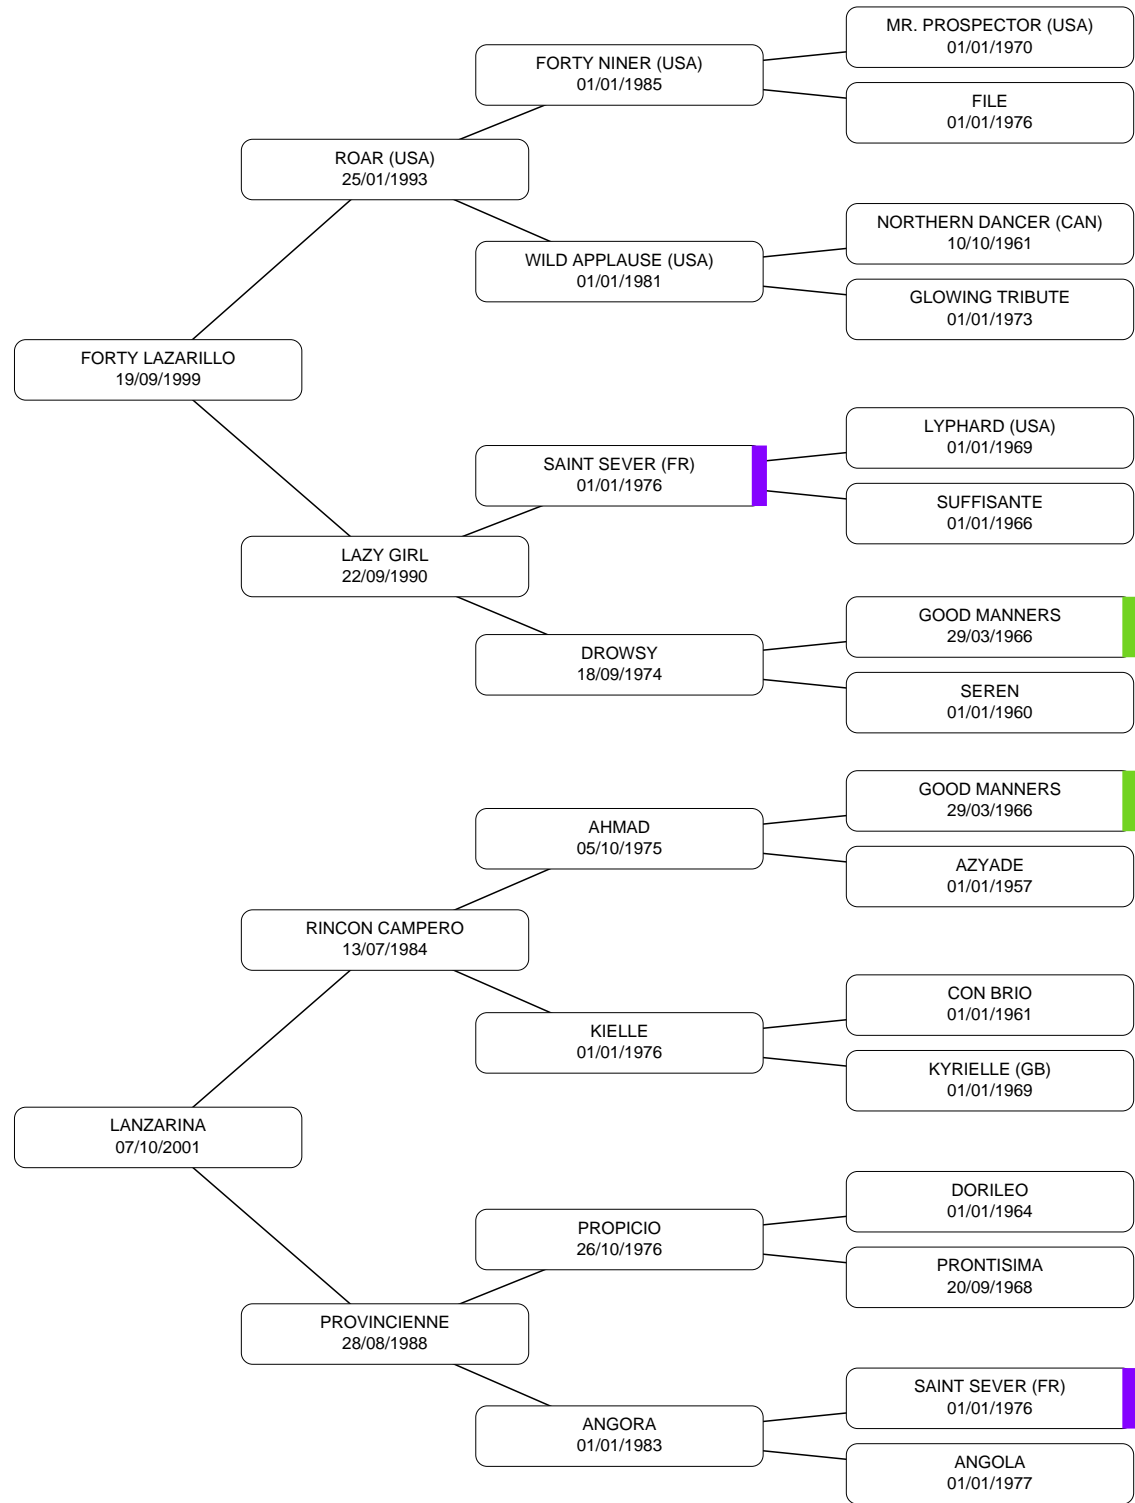 MR. PROSPECTOR (USA)
01/01/1970
FORTY NINER (USA)
01/01/1985
FILE
01/01/1976
ROAR (USA)
25/01/1993
NORTHERN DANCER (CAN)
10/10/1961
WILD APPLAUSE (USA)
01/01/1981
GLOWING TRIBUTE
01/01/1973
FORTY LAZARILLO
19/09/1999
LYPHARD (USA)
01/01/1969
SAINT SEVER (FR)
01/01/1976
SUFFISANTE
01/01/1966
LAZY GIRL
22/09/1990
GOOD MANNERS
29/03/1966
DROWSY
18/09/1974
SEREN
01/01/1960
GOOD MANNERS
29/03/1966
AHMAD
05/10/1975
AZYADE
01/01/1957
RINCON CAMPERO
13/07/1984
CON BRIO
01/01/1961
KIELLE
01/01/1976
KYRIELLE (GB)
01/01/1969
LANZARINA
07/10/2001
DORILEO
01/01/1964
PROPICIO
26/10/1976
PRONTISIMA
20/09/1968
PROVINCIENNE
28/08/1988
SAINT SEVER (FR)
01/01/1976
ANGORA
01/01/1983
ANGOLA
01/01/1977